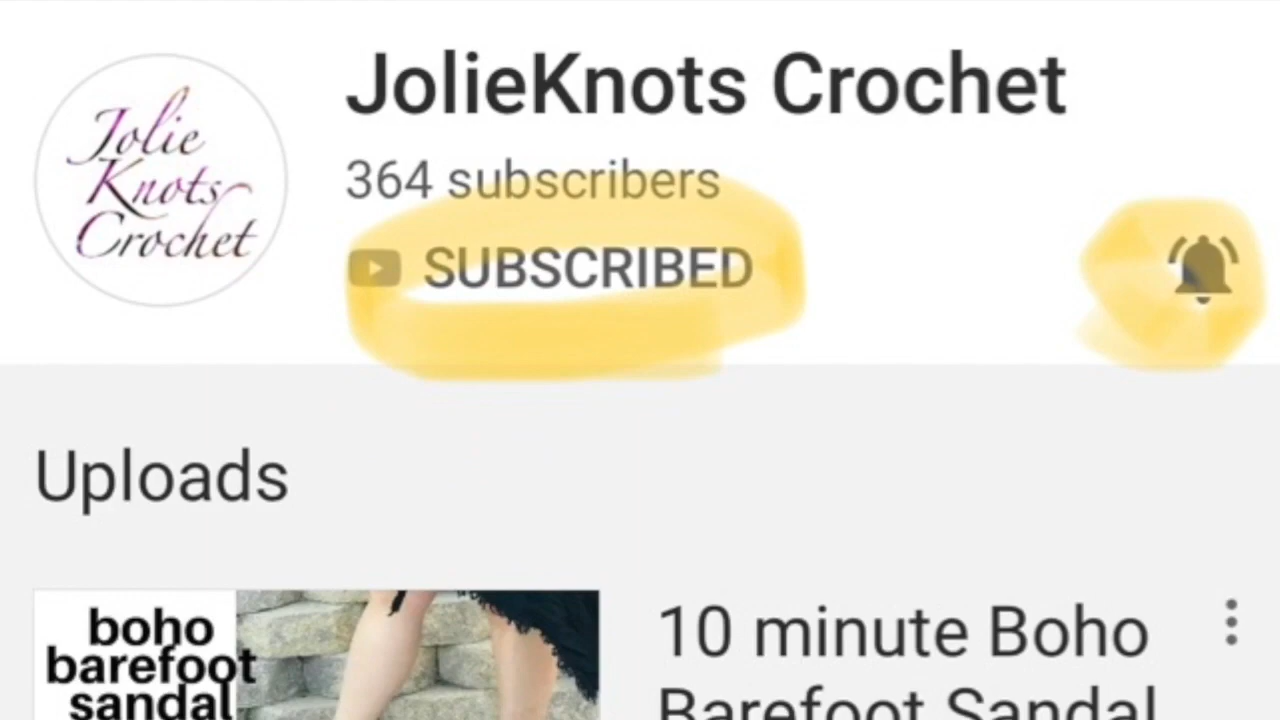 Jolie
Knots
Crochet
JolieKnots Crochet
364 subscribers
SUBSCRIBED
Uploads
boho
barefoot
sandal
10 minute Boho
Barefoot Sandal